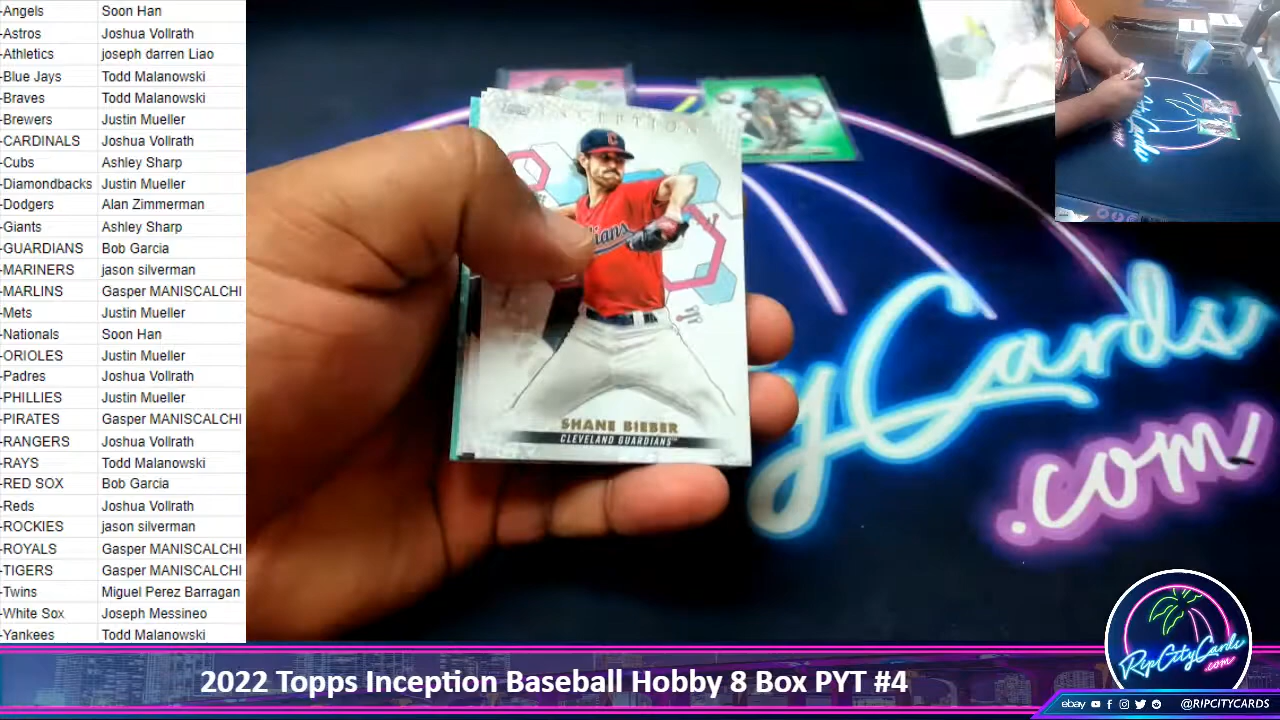 -Angels Soon Han
-Astros Joshua Vollrath
-Athletics joseph darren Liao
-Blue Jays Todd Malanowski
-Braves Todd Malanowski
-Brewers Justin Mueller
-CARDINALS Joshua Vollrath
-Cubs Ashley Sharp
-Diamondbacks Justin Mueller
-Dodgers Alan Zimmerman
-Giants Ashley Sharp
-GUARDIANS Bob Garcia
-MARINERS jason silverman
-MARLINS Gasper MANISCALCHI
-Mets Justin Mueller
-Nationals Soon Han
-ORIOLES Justin Mueller
-Padres Joshua Vollrath
-PHILLIES Justin Mueller
-PIRATES Gasper MANISCALCHI
-RANGERS Joshua Vollrath
-RAYS Todd Malanowski
-RED SOX Bob Garcia
-Reds Joshua Vollrath
-ROCKIES jason silverman
-ROYALS Gasper MANISCALCHI
-TIGERS Gasper MANISCALCHI
-Twins Miguel Perez Barragan
-White Sox Joseph Messineo
-Yankees Todd Malanowski
INCEPTION
SHANE BIEBER
CLEVELAND GUARDIANS™
yCards
.com
RipCityCards
.com
2022 Topps Inception Baseball Hobby 8 Box PYT #4
ebay @RIPCITYCARDS